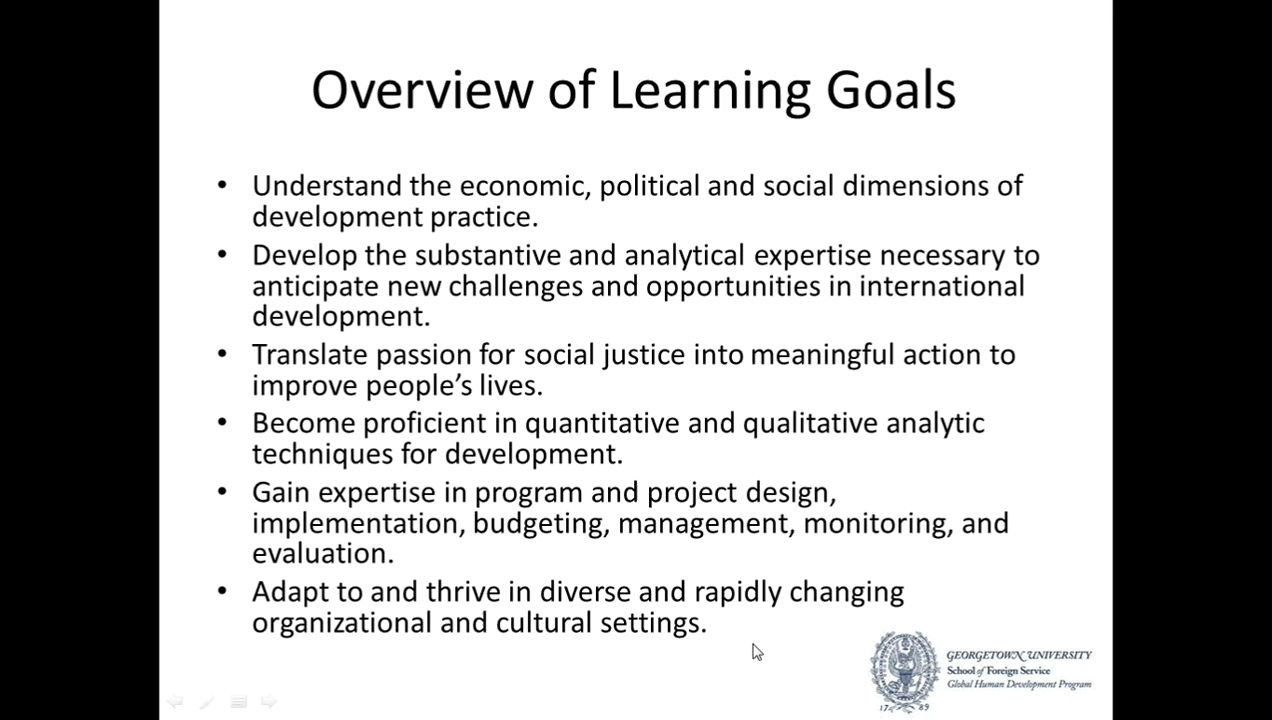 Overview of Learning Goals
• Understand the economic, political and social dimensions of
development practice.
• Develop the substantive and analytical expertise necessary to
anticipate new challenges and opportunities in international
development.
• Translate passion for social justice into meaningful action to
improve people’s lives.
• Become proficient in quantitative and qualitative analytic
techniques for development.
• Gain expertise in program and project design,
implementation, budgeting, management, monitoring, and
evaluation.
• Adapt to and thrive in diverse and rapidly changing
organizational and cultural settings.
GEORGETOWN UNIVERSITY
School of Foreign Service
Global Human Development Program
17 89